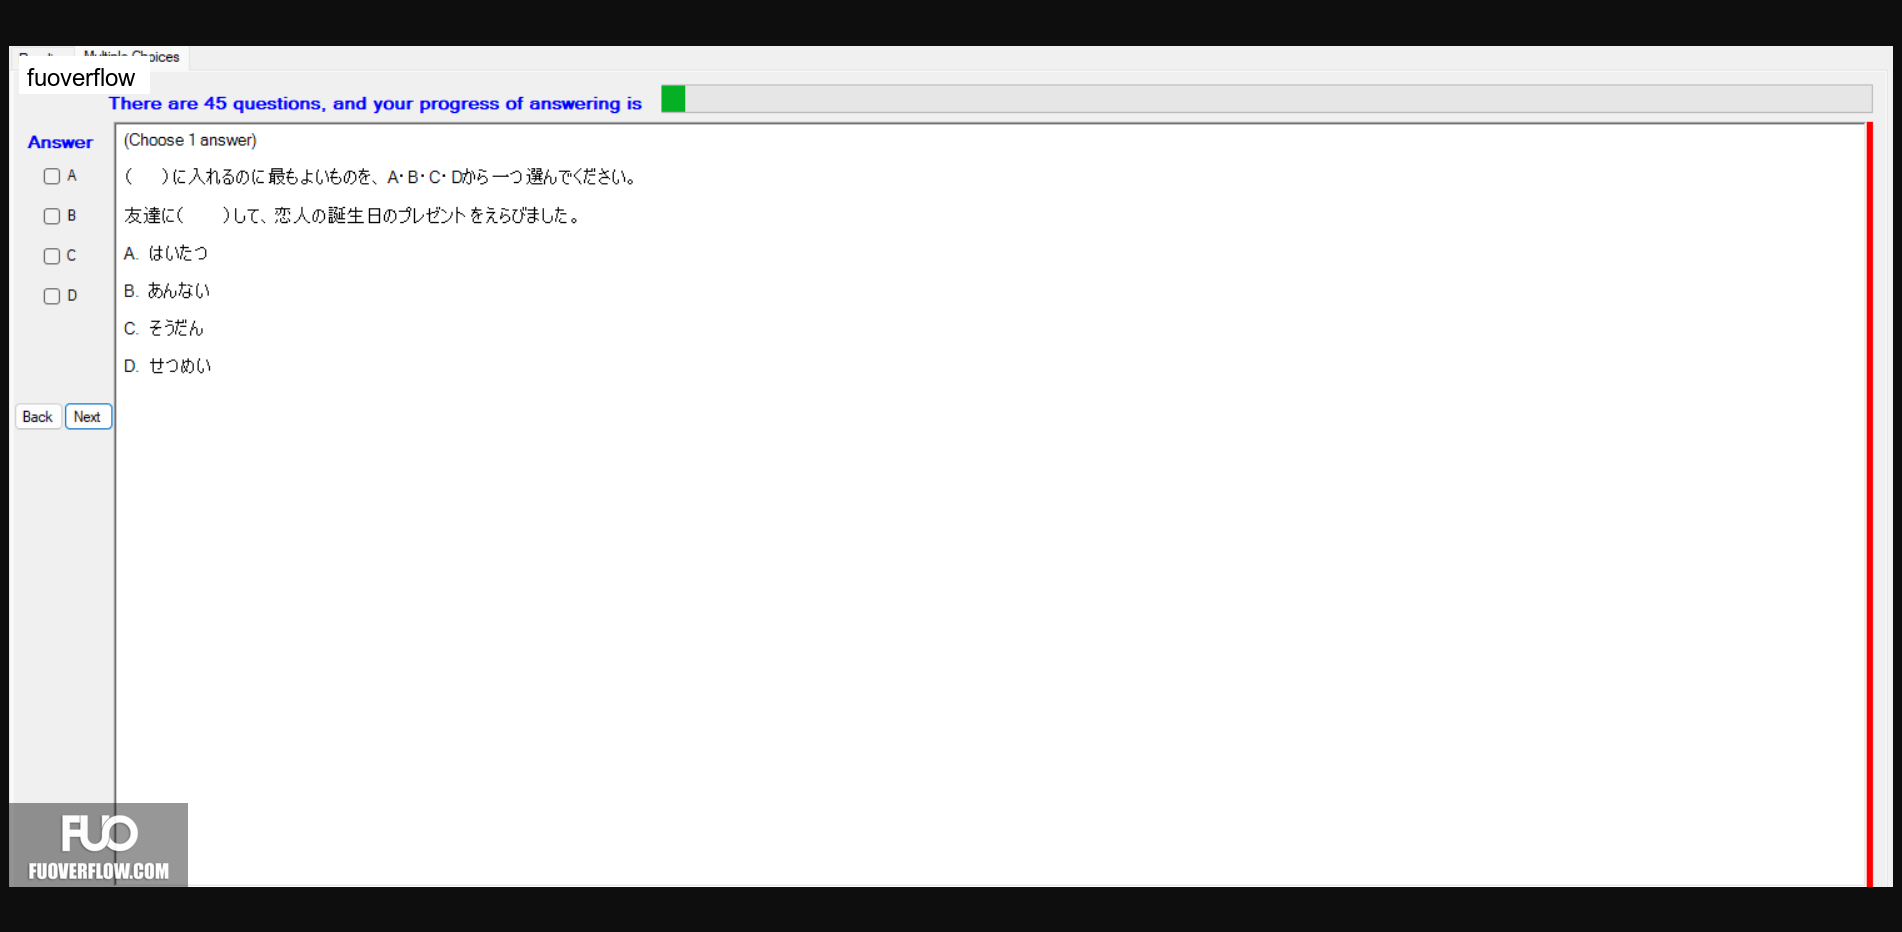 Choices
fuoverflow
There are 45 questions, and your progress of answering is
Answer
(Choose 1 answer)
A
(　)に入れるのに最もよいものを、A・B・C・Dから一つ選んでください。
B
友達に(　　)して、恋人の誕生日のプレゼントをえらびました。
C
A. はいたつ
D
B. あんない
C. そうだん
D. せつめい
Back
Next
FUO
FUOVERFLOW.COM